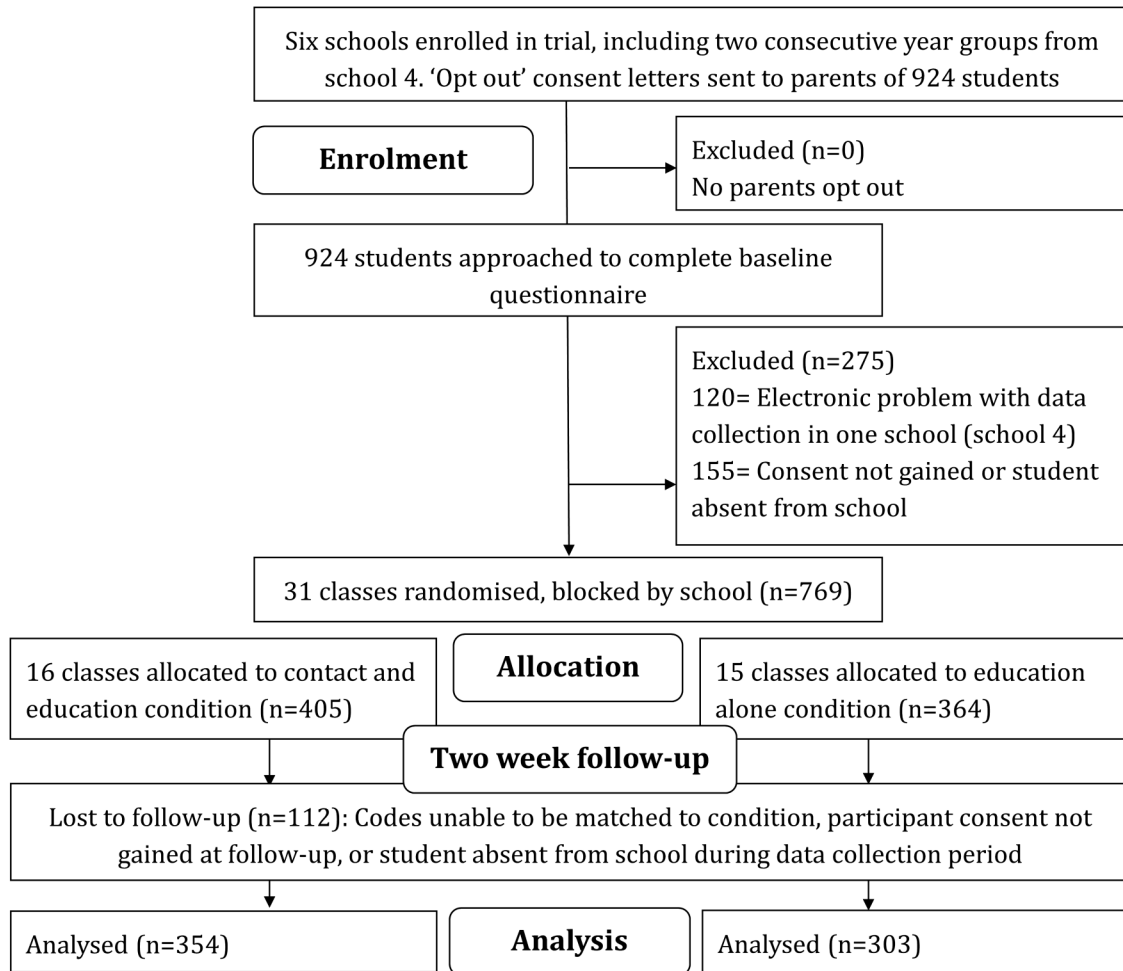 Six schools enrolled in trial, including two consecutive year groups from
school 4. ‘Opt out’ consent letters sent to parents of 924 students
Enrolment
Excluded (n=0)
No parents opt out
924 students approached to complete baseline
questionnaire
Excluded (n=275)
120= Electronic problem with data
collection in one school (school 4)
155= Consent not gained or student
absent from school
31 classes randomised, blocked by school (n=769)
Allocation
16 classes allocated to contact and
education condition (n=405)
15 classes allocated to education
alone condition (n=364)
Two week follow-up
Lost to follow-up (n=112): Codes unable to be matched to condition, participant consent not
gained at follow-up, or student absent from school during data collection period
Analysed (n=354)
Analysis
Analysed (n=303)